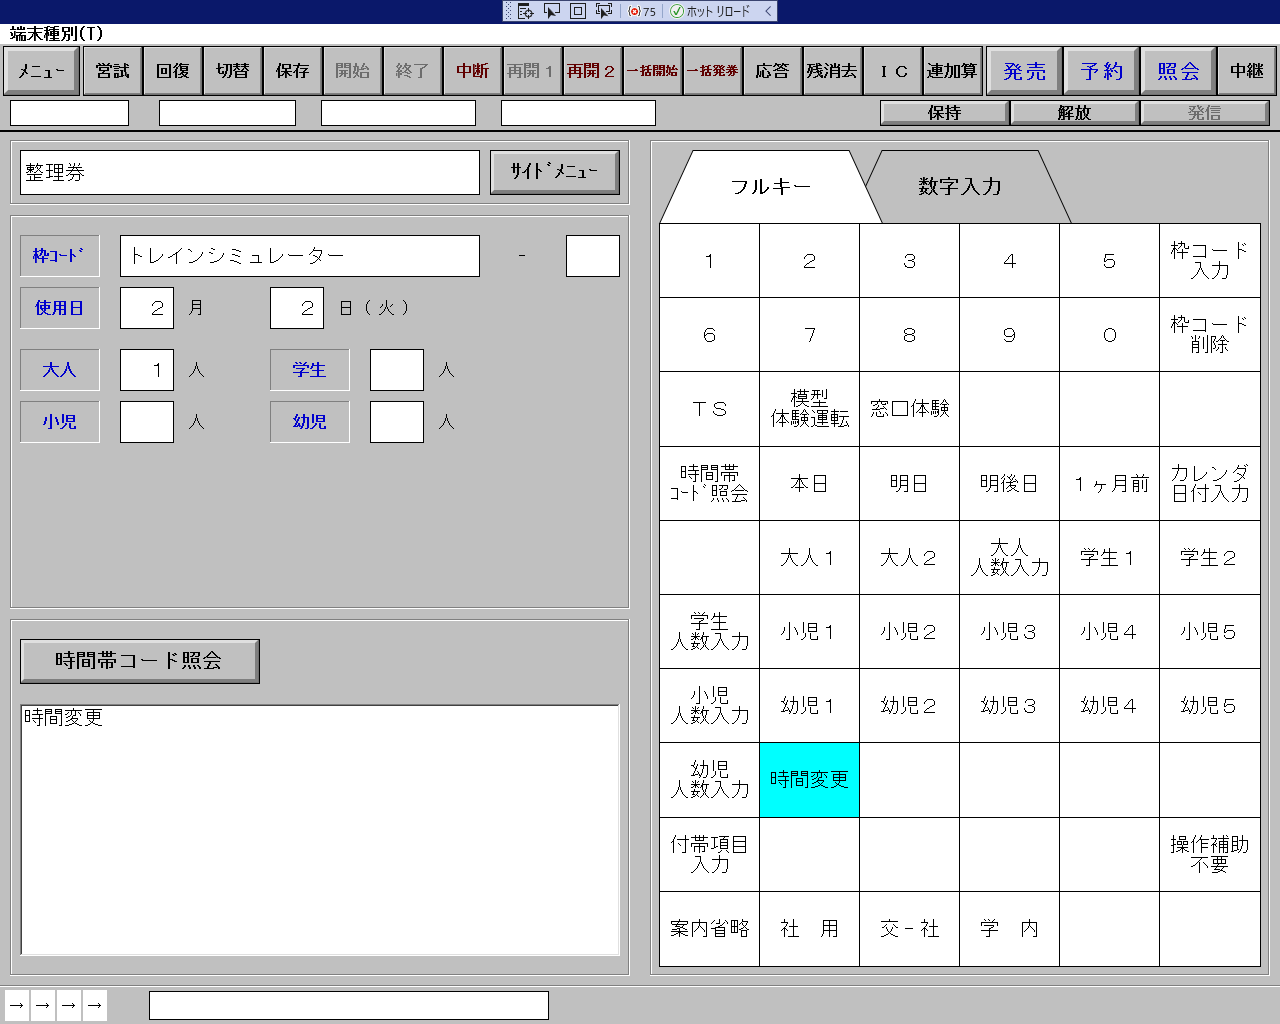 75 ホット リロード
端末種別(T)
メニュー 営試 回復 切替 保存 開始 終了 中断 再開1 再開2 一括開始 一括発券 応答 残消去 IC 連加算 発売 予約 照会 中継
保持 解放 発信
整理券 サイドメニュー
枠コード トレインシミュレーター -
使用日 2 月 2 日(火)
大人 1 人 学生 人
小児 人 幼児 人
時間帯コード照会
時間変更
フルキー 数字入力
1 2 3 4 5 枠コード
入力
6 7 8 9 0 枠コード
削除
TS 模型
体験運転 窓口体験
時間帯
コード照会 本日 明日 明後日 1ヶ月前 カレンダ
日付入力
大人1 大人2 大人
人数入力 学生1 学生2
学生
人数入力 小児1 小児2 小児3 小児4 小児5
小児
人数入力 幼児1 幼児2 幼児3 幼児4 幼児5
幼児
人数入力 時間変更
付帯項目
入力 操作補助
不要
案内省略 社 用 交-社 学 内
→ → → →